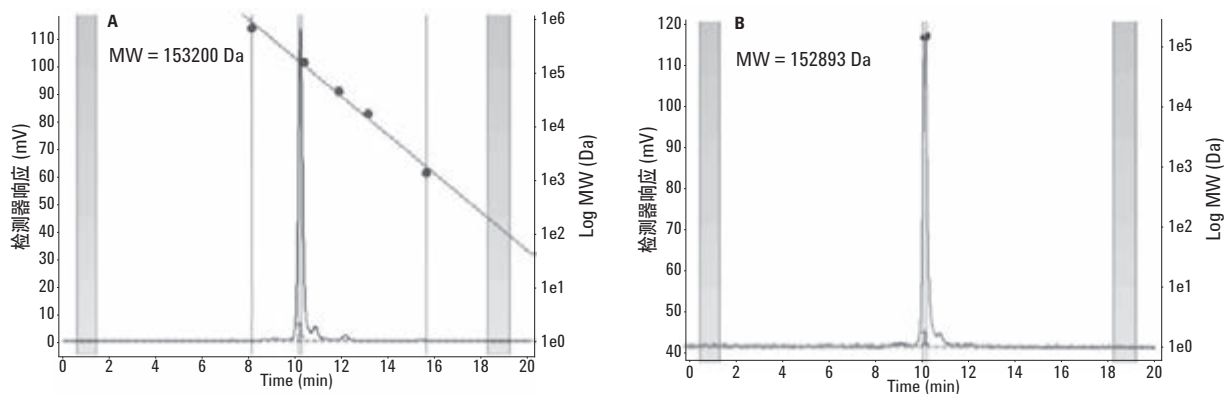 A
MW = 153200 Da
检测器响应 (mV)
110
100
90
80
70
60
50
40
30
20
10
0
1e6
1e5
1e4
1e3
1e2
1e1
1e0
Log MW (Da)
0 2 4 6 8 10 12 14 16 18 20
Time (min)
B
MW = 152893 Da
检测器响应 (mV)
120
110
100
90
80
70
60
50
40
1e5
1e4
1e3
1e2
1e1
1e0
Log MW (Da)
0 2 4 6 8 10 12 14 16 18 20
Time (min)